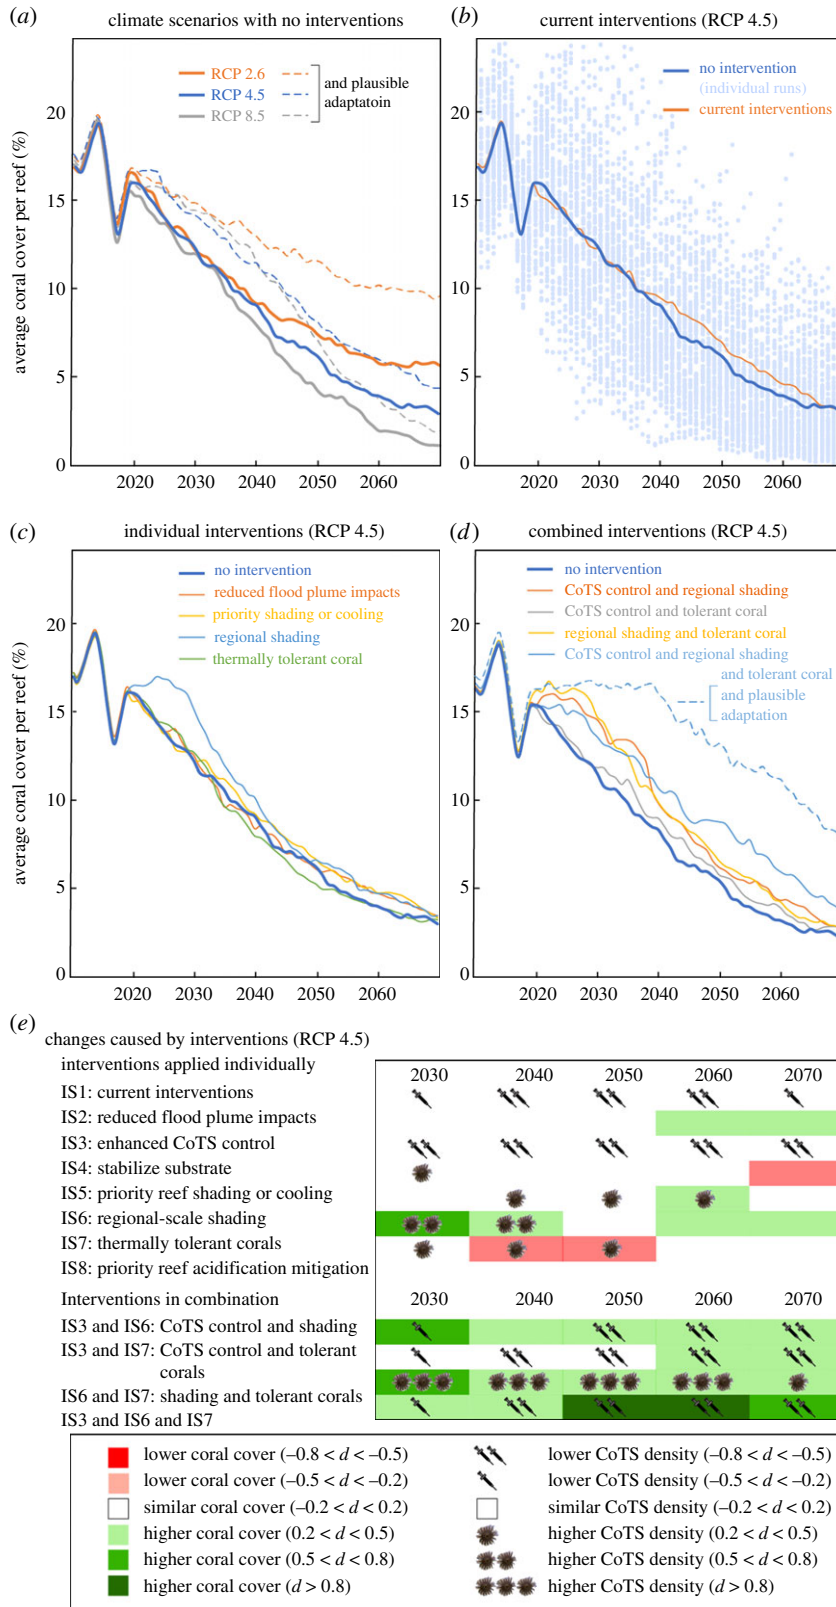 (a) climate scenarios with no interventions
average coral cover per reef (%)
20
15
10
5
0
RCP 2.6
RCP 4.5
RCP 8.5
and plausible
adaptatoin
2020 2030 2040 2050 2060
(b) current interventions (RCP 4.5)
20
15
10
5
0
no intervention
(individual runs)
current interventions
2020 2030 2040 2050 2060
(c) individual interventions (RCP 4.5)
average coral cover per reef (%)
20
15
10
5
0
no intervention
reduced flood plume impacts
priority shading or cooling
regional shading
thermally tolerant coral
2020 2030 2040 2050 2060
(d) combined interventions (RCP 4.5)
20
15
10
5
0
no intervention
CoTS control and regional shading
CoTS control and tolerant coral
regional shading and tolerant coral
CoTS control and regional shading
and tolerant coral
and plausible
adaptation
2020 2030 2040 2050 2060
(e)
changes caused by interventions (RCP 4.5)
interventions applied individually
2030 2040 2050 2060 2070
IS1: current interventions
IS2: reduced flood plume impacts
IS3: enhanced CoTS control
IS4: stabilize substrate
IS5: priority reef shading or cooling
IS6: regional-scale shading
IS7: thermally tolerant corals
IS8: priority reef acidification mitigation
Interventions in combination
2030 2040 2050 2060 2070
IS3 and IS6: CoTS control and shading
IS3 and IS7: CoTS control and tolerant
corals
IS6 and IS7: shading and tolerant corals
IS3 and IS6 and IS7
lower coral cover (−0.8 < d < −0.5)
lower coral cover (−0.5 < d < −0.2)
similar coral cover (−0.2 < d < 0.2)
higher coral cover (0.2 < d < 0.5)
higher coral cover (0.5 < d < 0.8)
higher coral cover (d > 0.8)
lower CoTS density (−0.8 < d < −0.5)
lower CoTS density (−0.5 < d < −0.2)
similar CoTS density (−0.2 < d < 0.2)
higher CoTS density (0.2 < d < 0.5)
higher CoTS density (0.5 < d < 0.8)
higher CoTS density (d > 0.8)